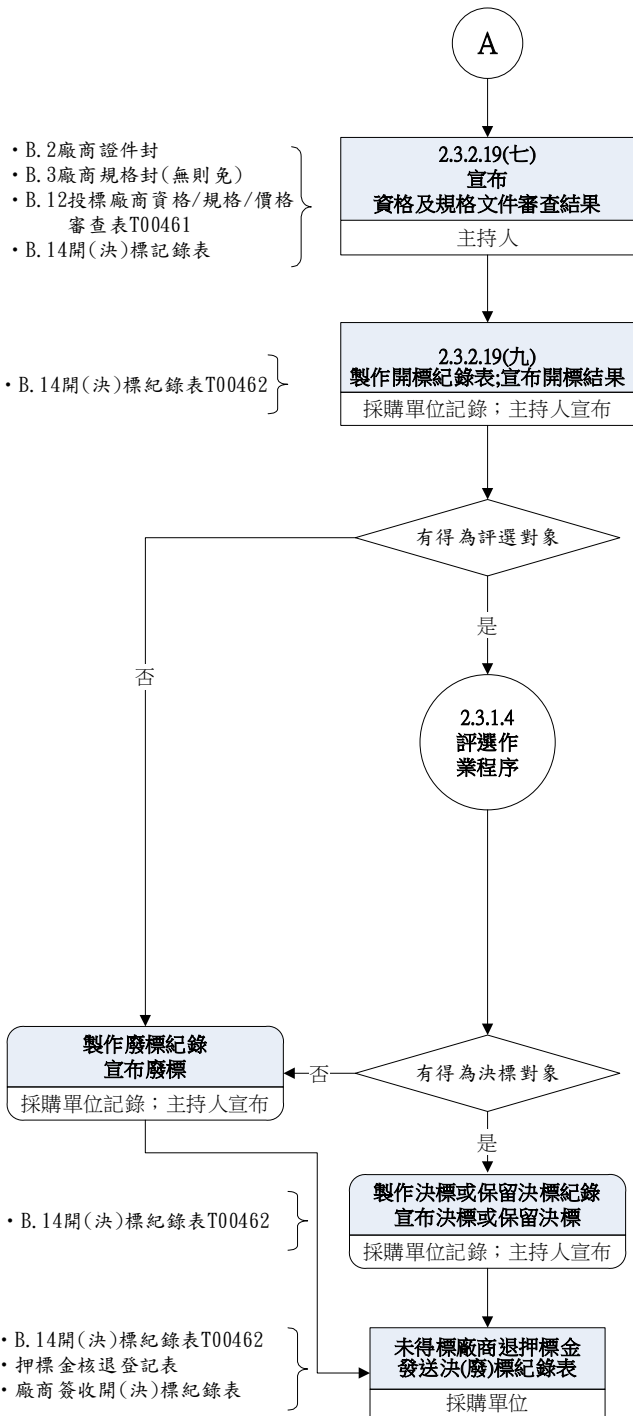 A
・B.2廠商證件封
・B.3廠商規格封(無則免)
・B.12投標廠商資格/規格/價格
審查表T00461
・B.14開(決)標記錄表
2.3.2.19(七)
宣布
資格及規格文件審查結果
主持人
・B.14開(決)標紀錄表T00462
2.3.2.19(九)
製作開標紀錄表;宣布開標結果
採購單位記錄；主持人宣布
有得為評選對象
是
否
2.3.1.4
評選作
業程序
製作廢標紀錄
宣布廢標
採購單位記錄；主持人宣布
否
有得為決標對象
是
・B.14開(決)標紀錄表T00462
製作決標或保留決標紀錄
宣布決標或保留決標
採購單位記錄；主持人宣布
・B.14開(決)標紀錄表T00462
・押標金核退登記表
・廠商簽收開(決)標紀錄表
未得標廠商退押標金
發送決(廢)標紀錄表
採購單位